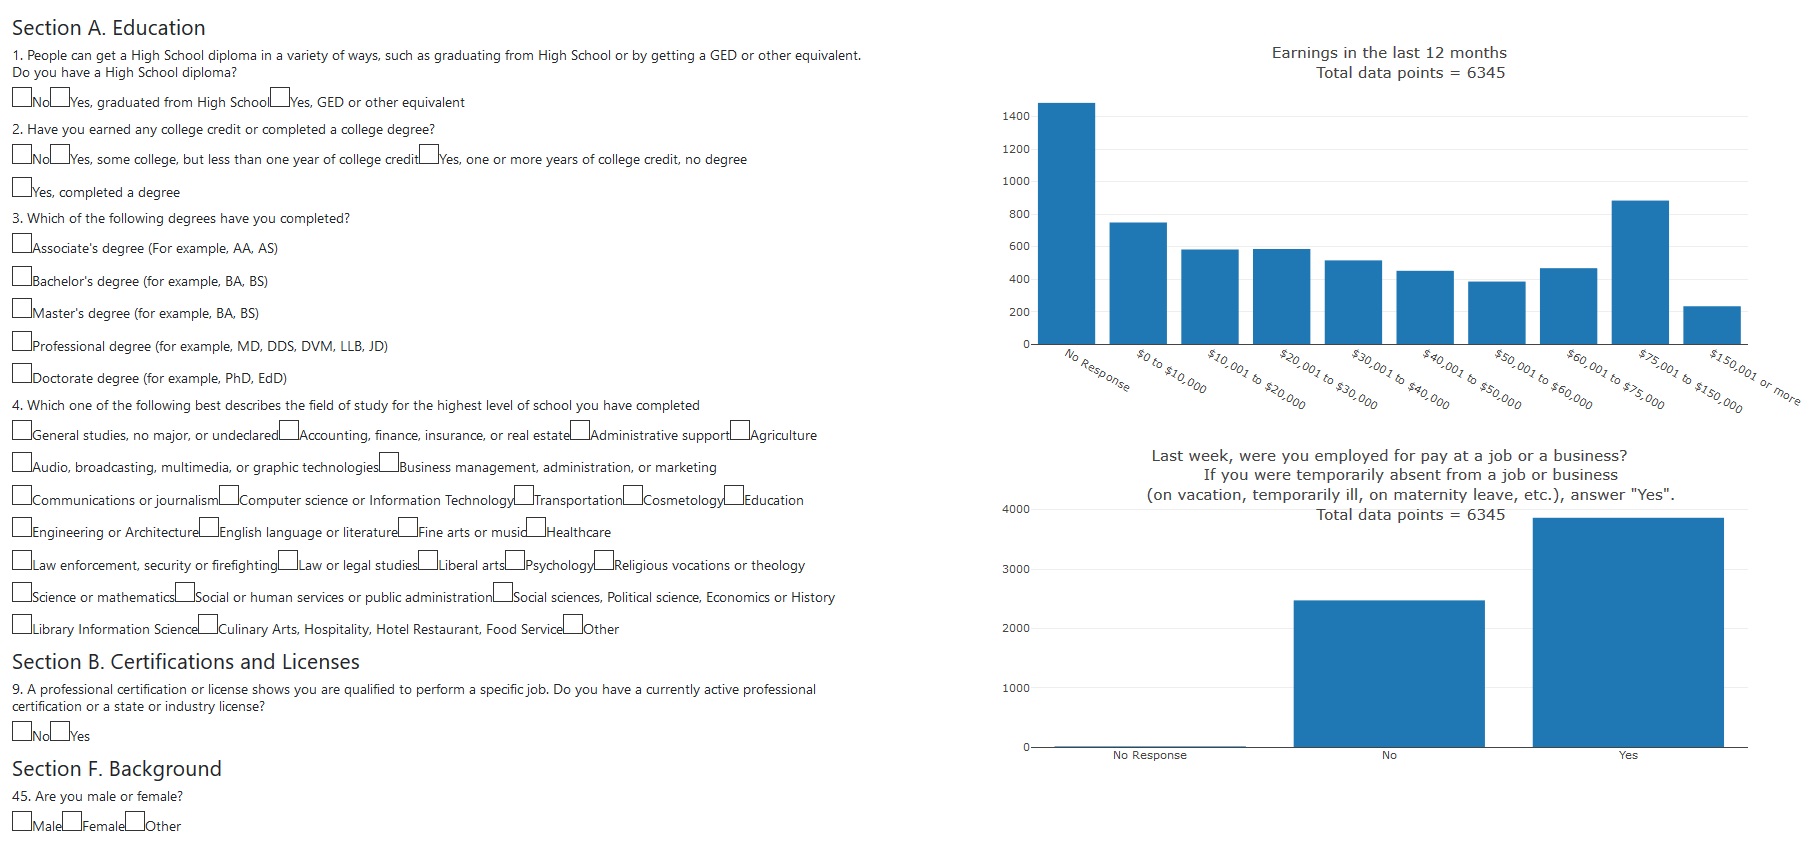 Section A. Education
1. People can get a High School diploma in a variety of ways, such as graduating from High School or by getting a GED or other equivalent.
Do you have a High School diploma?
No Yes, graduated from High School Yes, GED or other equivalent
2. Have you earned any college credit or completed a college degree?
No Yes, some college, but less than one year of college credit Yes, one or more years of college credit, no degree
Yes, completed a degree
3. Which of the following degrees have you completed?
Associate's degree (For example, AA, AS)
Bachelor's degree (for example, BA, BS)
Master's degree (for example, BA, BS)
Professional degree (for example, MD, DDS, DVM, LLB, JD)
Doctorate degree (for example, PhD, EdD)
4. Which one of the following best describes the field of study for the highest level of school you have completed
General studies, no major, or undeclared Accounting, finance, insurance, or real estate Administrative support Agriculture
Audio, broadcasting, multimedia, or graphic technologies Business management, administration, or marketing
Communications or journalism Computer science or Information Technology Transportation Cosmetology Education
Engineering or Architecture English language or literature Fine arts or music Healthcare
Law enforcement, security or firefighting Law or legal studies Liberal arts Psychology Religious vocations or theology
Science or mathematics Social or human services or public administration Social sciences, Political science, Economics or History
Library Information Science Culinary Arts, Hospitality, Hotel Restaurant, Food Service Other
Section B. Certifications and Licenses
9. A professional certification or license shows you are qualified to perform a specific job. Do you have a currently active professional
certification or a state or industry license?
No Yes
Section F. Background
45. Are you male or female?
Male Female Other
Earnings in the last 12 months
Total data points = 6345
1400
1200
1000
800
600
400
200
0
No Response
$0 to $10,000
$10,001 to $20,000
$20,001 to $30,000
$30,001 to $40,000
$40,001 to $50,000
$50,001 to $60,000
$60,001 to $75,000
$75,001 to $150,000
$150,001 or more
Last week, were you employed for pay at a job or a business?
If you were temporarily absent from a job or business
(on vacation, temporarily ill, on maternity leave, etc.), answer "Yes".
Total data points = 6345
4000
3000
2000
1000
0
No Response
No
Yes